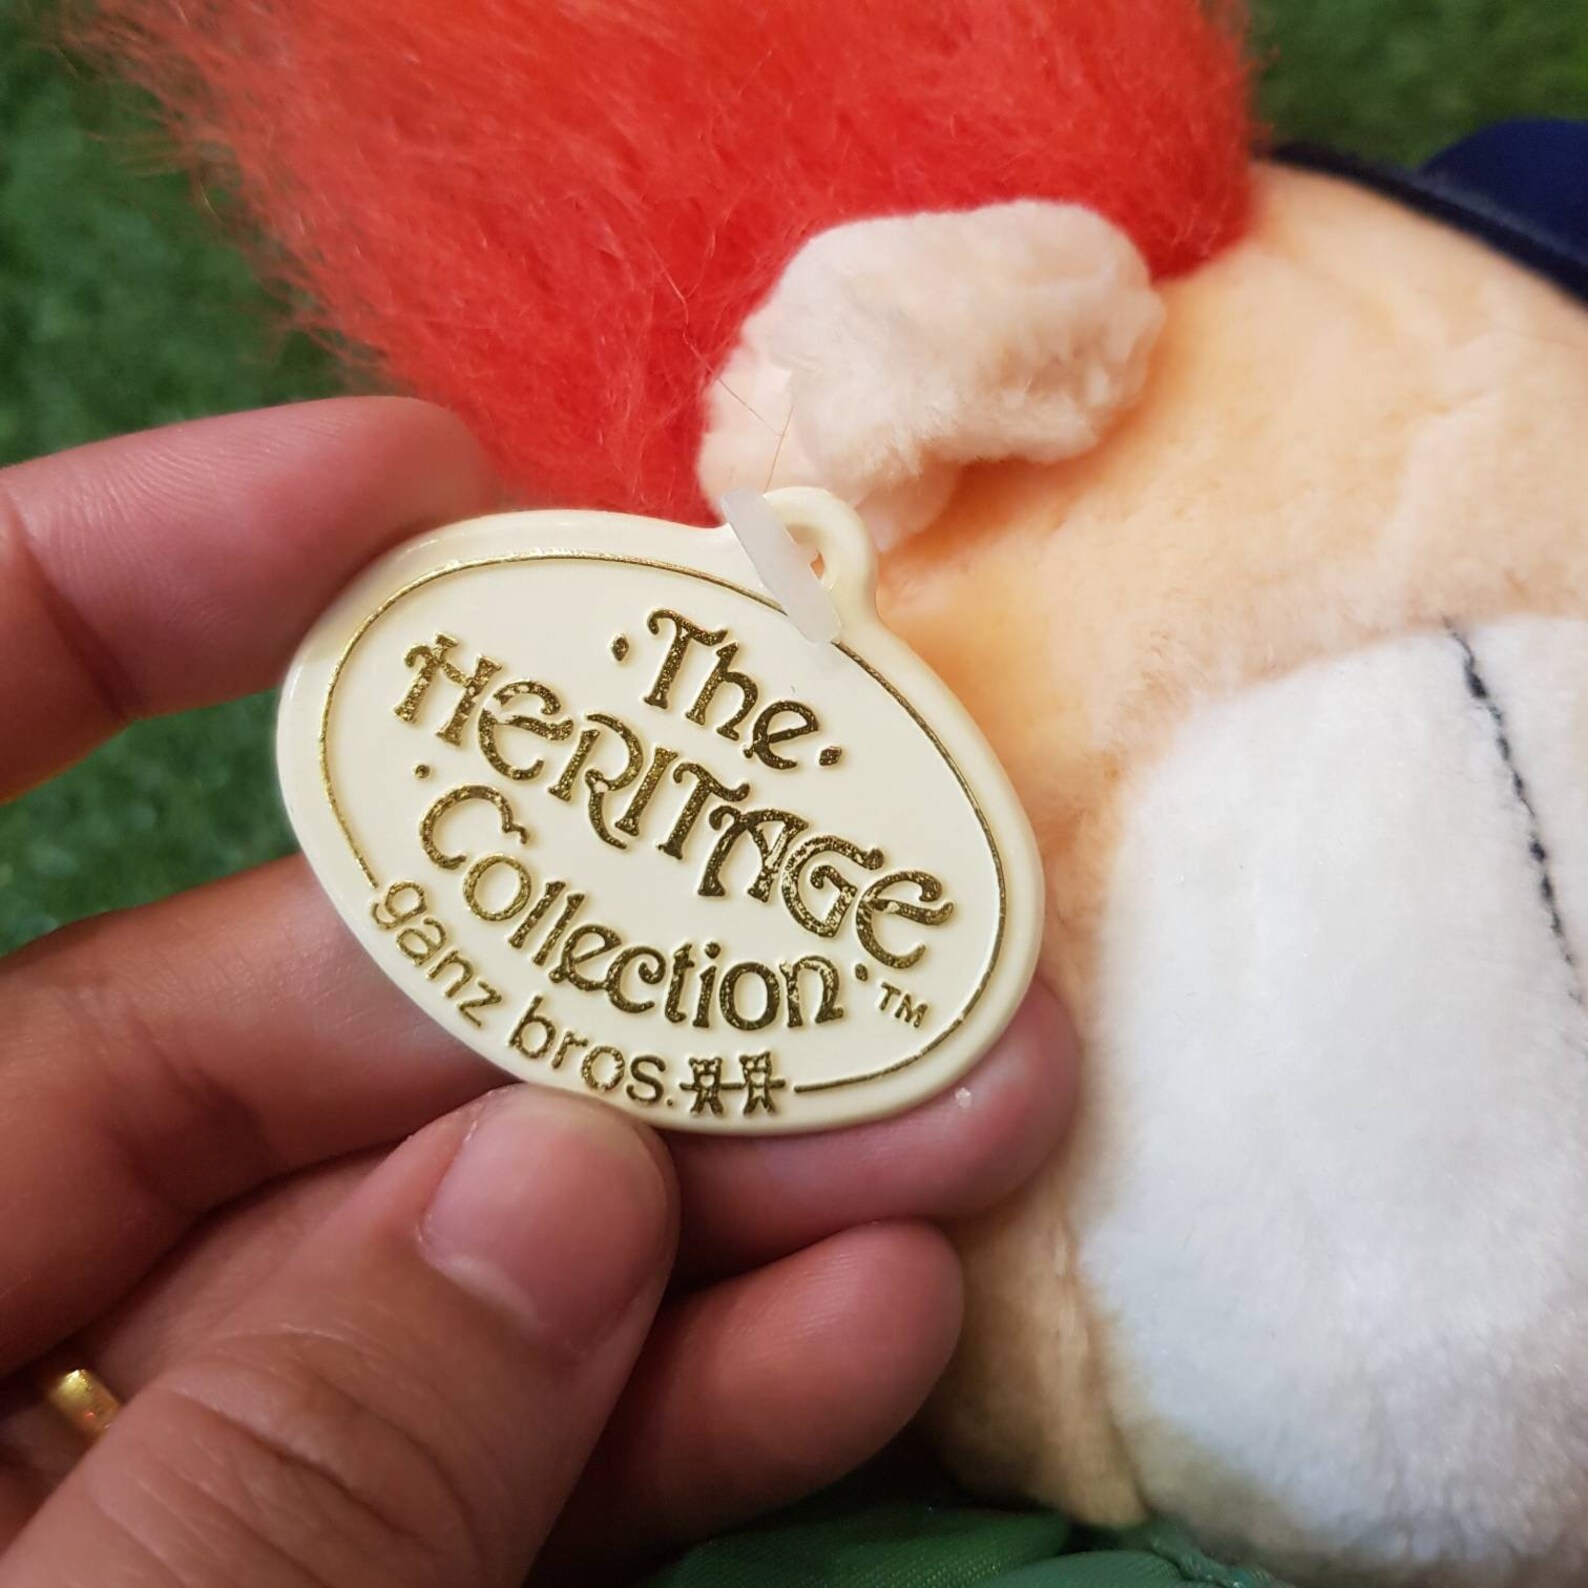 ·The·
HERITAGE
·Collection·™
ganz bros.